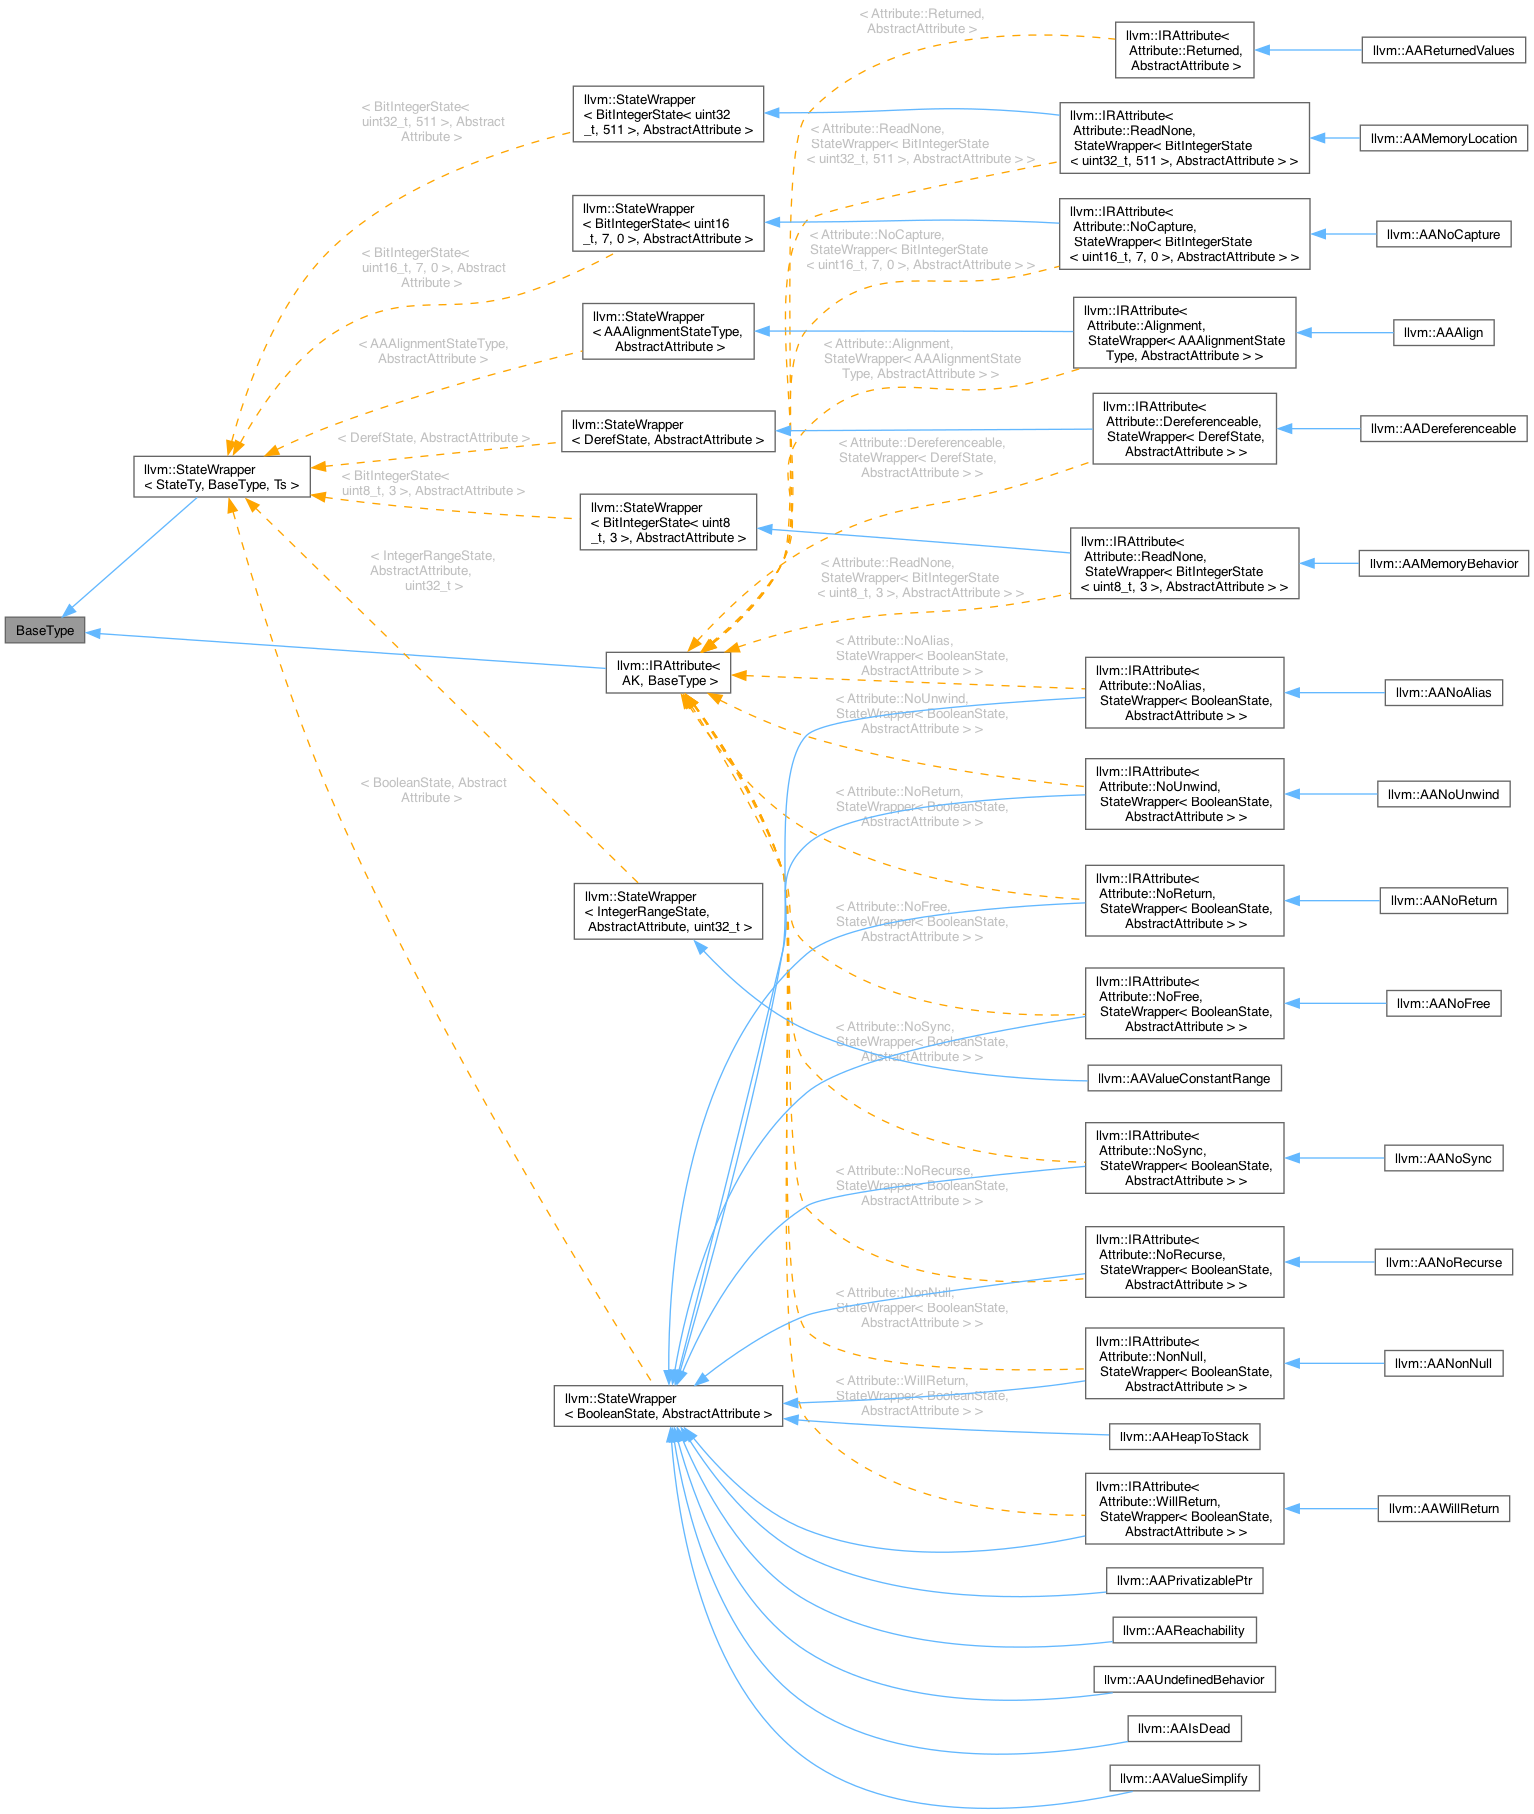 BaseType
llvm::StateWrapper
< StateTy, BaseType, Ts >
< BitIntegerState<
uint32_t, 511 >, Abstract
Attribute >
< BitIntegerState<
uint16_t, 7, 0 >, Abstract
Attribute >
< AAAlignmentStateType,
AbstractAttribute >
< DerefState, AbstractAttribute >
< BitIntegerState<
uint8_t, 3 >, AbstractAttribute >
< IntegerRangeState,
AbstractAttribute,
uint32_t >
< BooleanState, Abstract
Attribute >
llvm::StateWrapper
< BitIntegerState< uint32
_t, 511 >, AbstractAttribute >
llvm::StateWrapper
< BitIntegerState< uint16
_t, 7, 0 >, AbstractAttribute >
llvm::StateWrapper
< AAAlignmentStateType,
AbstractAttribute >
llvm::StateWrapper
< DerefState, AbstractAttribute >
llvm::StateWrapper
< BitIntegerState< uint8
_t, 3 >, AbstractAttribute >
llvm::IRAttribute<
AK, BaseType >
llvm::StateWrapper
< IntegerRangeState,
AbstractAttribute, uint32_t >
llvm::StateWrapper
< BooleanState, AbstractAttribute >
< Attribute::Returned,
AbstractAttribute >
< Attribute::ReadNone,
StateWrapper< BitIntegerState
< uint32_t, 511 >, AbstractAttribute > >
< Attribute::NoCapture,
StateWrapper< BitIntegerState
< uint16_t, 7, 0 >, AbstractAttribute > >
< Attribute::Alignment,
StateWrapper< AAAlignmentState
Type, AbstractAttribute > >
< Attribute::Dereferenceable,
StateWrapper< DerefState,
AbstractAttribute > >
< Attribute::ReadNone,
StateWrapper< BitIntegerState
< uint8_t, 3 >, AbstractAttribute > >
< Attribute::NoAlias,
StateWrapper< BooleanState,
AbstractAttribute > >
< Attribute::NoUnwind,
StateWrapper< BooleanState,
AbstractAttribute > >
< Attribute::NoReturn,
StateWrapper< BooleanState,
AbstractAttribute > >
< Attribute::NoFree,
StateWrapper< BooleanState,
AbstractAttribute > >
< Attribute::NoSync,
StateWrapper< BooleanState,
AbstractAttribute > >
< Attribute::NoRecurse,
StateWrapper< BooleanState,
AbstractAttribute > >
< Attribute::NonNull,
StateWrapper< BooleanState,
AbstractAttribute > >
< Attribute::WillReturn,
StateWrapper< BooleanState,
AbstractAttribute > >
llvm::IRAttribute<
Attribute::Returned,
AbstractAttribute >
llvm::IRAttribute<
Attribute::ReadNone,
StateWrapper< BitIntegerState
< uint32_t, 511 >, AbstractAttribute > >
llvm::IRAttribute<
Attribute::NoCapture,
StateWrapper< BitIntegerState
< uint16_t, 7, 0 >, AbstractAttribute > >
llvm::IRAttribute<
Attribute::Alignment,
StateWrapper< AAAlignmentState
Type, AbstractAttribute > >
llvm::IRAttribute<
Attribute::Dereferenceable,
StateWrapper< DerefState,
AbstractAttribute > >
llvm::IRAttribute<
Attribute::ReadNone,
StateWrapper< BitIntegerState
< uint8_t, 3 >, AbstractAttribute > >
llvm::IRAttribute<
Attribute::NoAlias,
StateWrapper< BooleanState,
AbstractAttribute > >
llvm::IRAttribute<
Attribute::NoUnwind,
StateWrapper< BooleanState,
AbstractAttribute > >
llvm::IRAttribute<
Attribute::NoReturn,
StateWrapper< BooleanState,
AbstractAttribute > >
llvm::IRAttribute<
Attribute::NoFree,
StateWrapper< BooleanState,
AbstractAttribute > >
llvm::AAValueConstantRange
llvm::IRAttribute<
Attribute::NoSync,
StateWrapper< BooleanState,
AbstractAttribute > >
llvm::IRAttribute<
Attribute::NoRecurse,
StateWrapper< BooleanState,
AbstractAttribute > >
llvm::IRAttribute<
Attribute::NonNull,
StateWrapper< BooleanState,
AbstractAttribute > >
llvm::AAHeapToStack
llvm::IRAttribute<
Attribute::WillReturn,
StateWrapper< BooleanState,
AbstractAttribute > >
llvm::AAPrivatizablePtr
llvm::AAReachability
llvm::AAUndefinedBehavior
llvm::AAIsDead
llvm::AAValueSimplify
llvm::AAReturnedValues
llvm::AAMemoryLocation
llvm::AANoCapture
llvm::AAAlign
llvm::AADereferenceable
llvm::AAMemoryBehavior
llvm::AANoAlias
llvm::AANoUnwind
llvm::AANoReturn
llvm::AANoFree
llvm::AANoSync
llvm::AANoRecurse
llvm::AANonNull
llvm::AAWillReturn